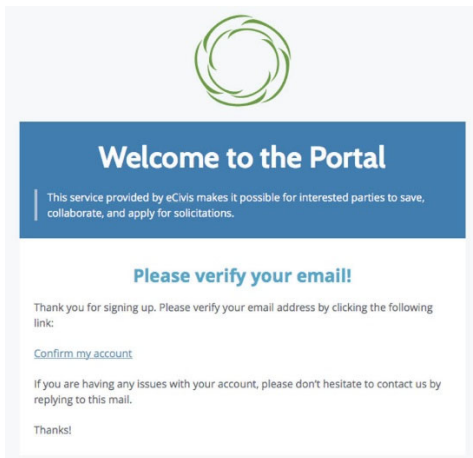 Welcome to the Portal
This service provided by eCivis makes it possible for interested parties to save,
collaborate, and apply for solicitations.
Please verify your email!
Thank you for signing up. Please verify your email address by clicking the following
link:
Confirm my account
If you are having any issues with your account, please don't hesitate to contact us by
replying to this mail.
Thanks!